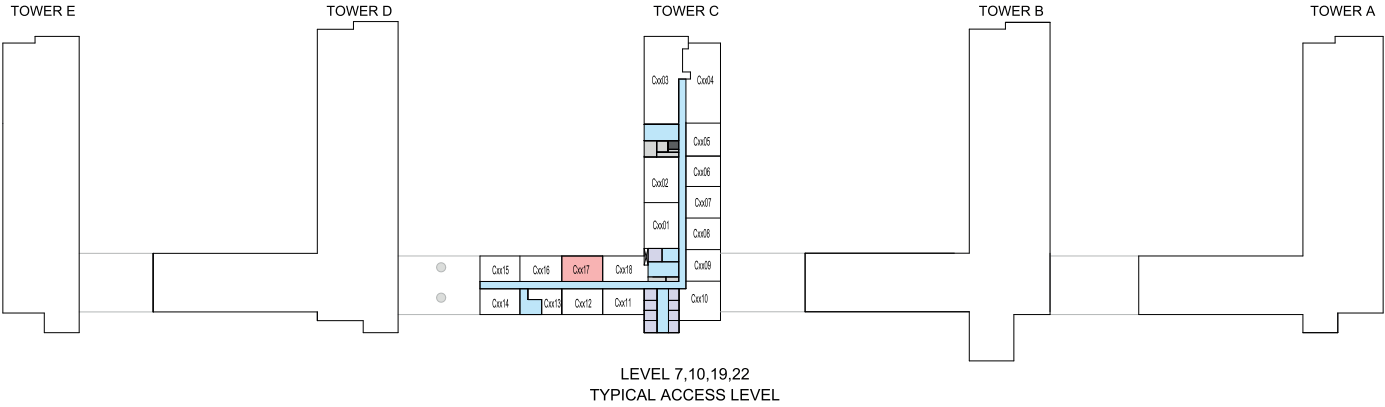 TOWER E
TOWER D
TOWER C
TOWER B
TOWER A
Cxx03
Cxx04
Cxx05
Cxx06
Cxx02
Cxx07
Cxx01
Cxx08
Cxx15
Cxx16
Cxx17
Cxx18
Cxx09
Cxx14
Cxx13
Cxx12
Cxx11
Cxx10
LEVEL 7,10,19,22
TYPICAL ACCESS LEVEL